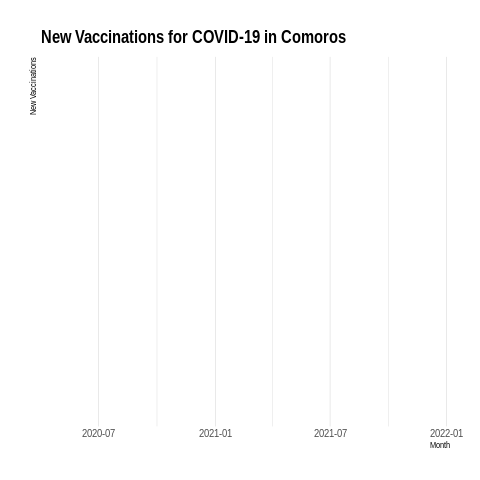 New Vaccinations for COVID-19 in Comoros
New Vaccinations
2020-07
2021-01
2021-07
2022-01
Month